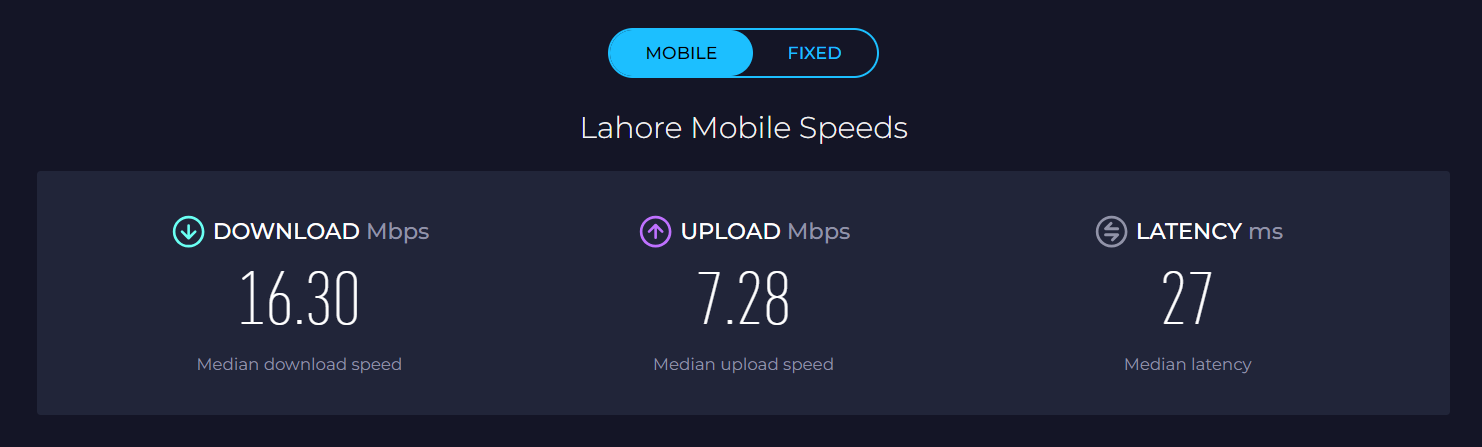 MOBILE FIXED
Lahore Mobile Speeds
DOWNLOAD Mbps UPLOAD Mbps LATENCY ms
16.30 7.28 27
Median download speed Median upload speed Median latency